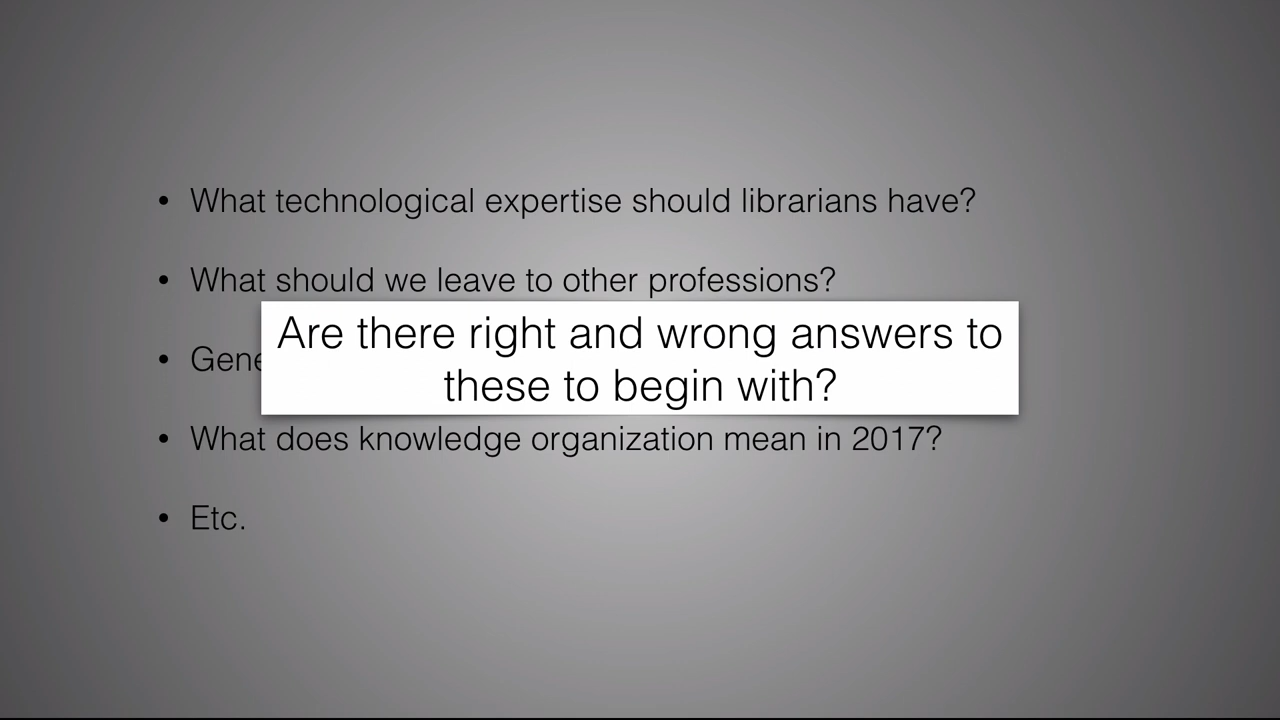 • What technological expertise should librarians have?
• What should we leave to other professions?
Are there right and wrong answers to
these to begin with?
• What does knowledge organization mean in 2017?
• Etc.